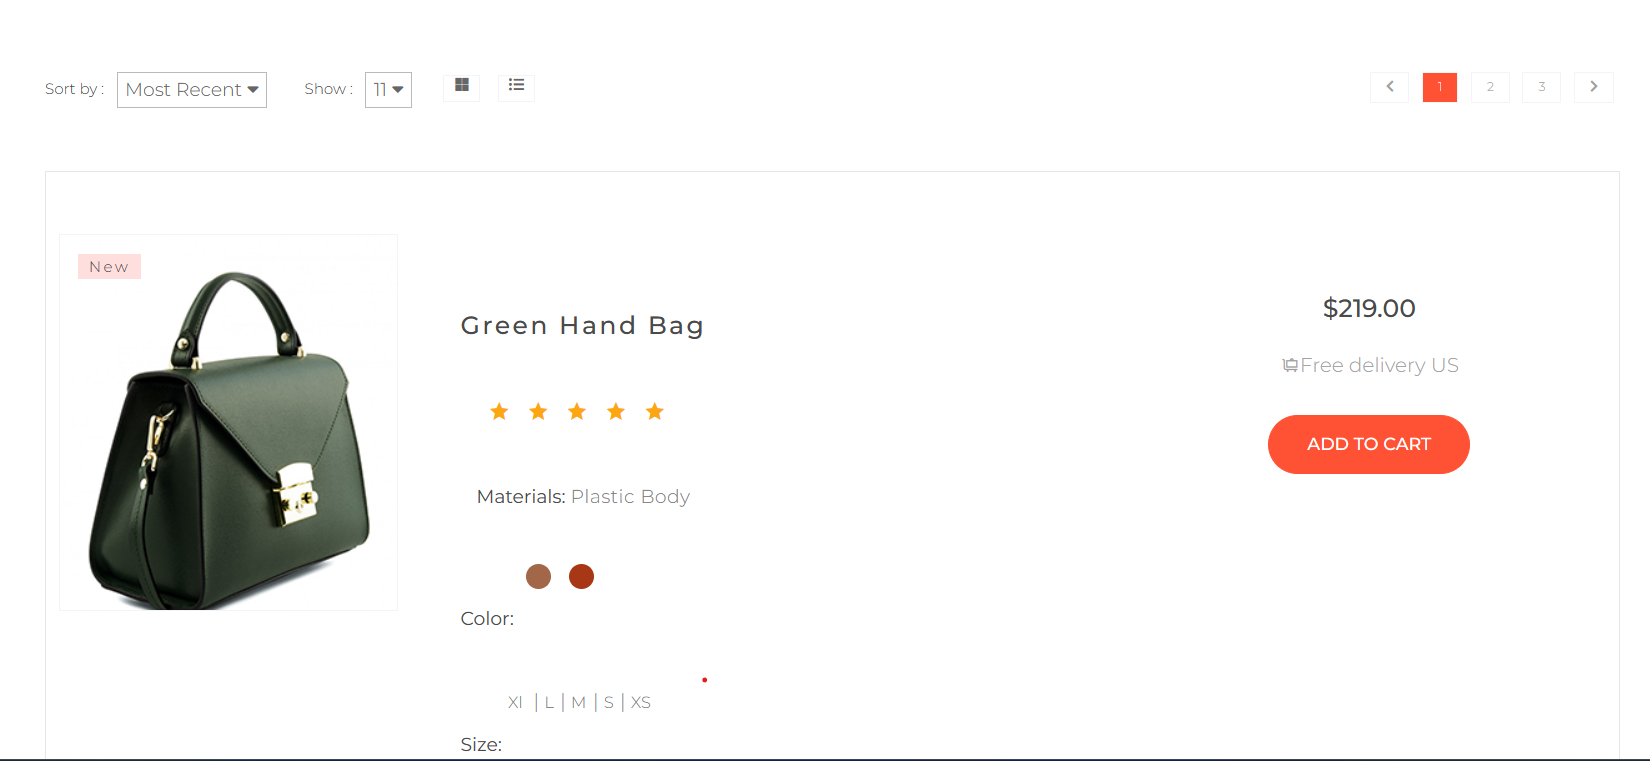 Sort by : Most Recent Show : 11 1 2 3
New
Green Hand Bag
$219.00
Free delivery US
ADD TO CART
Materials: Plastic Body
Color:
Xl | L | M | S | XS
Size: